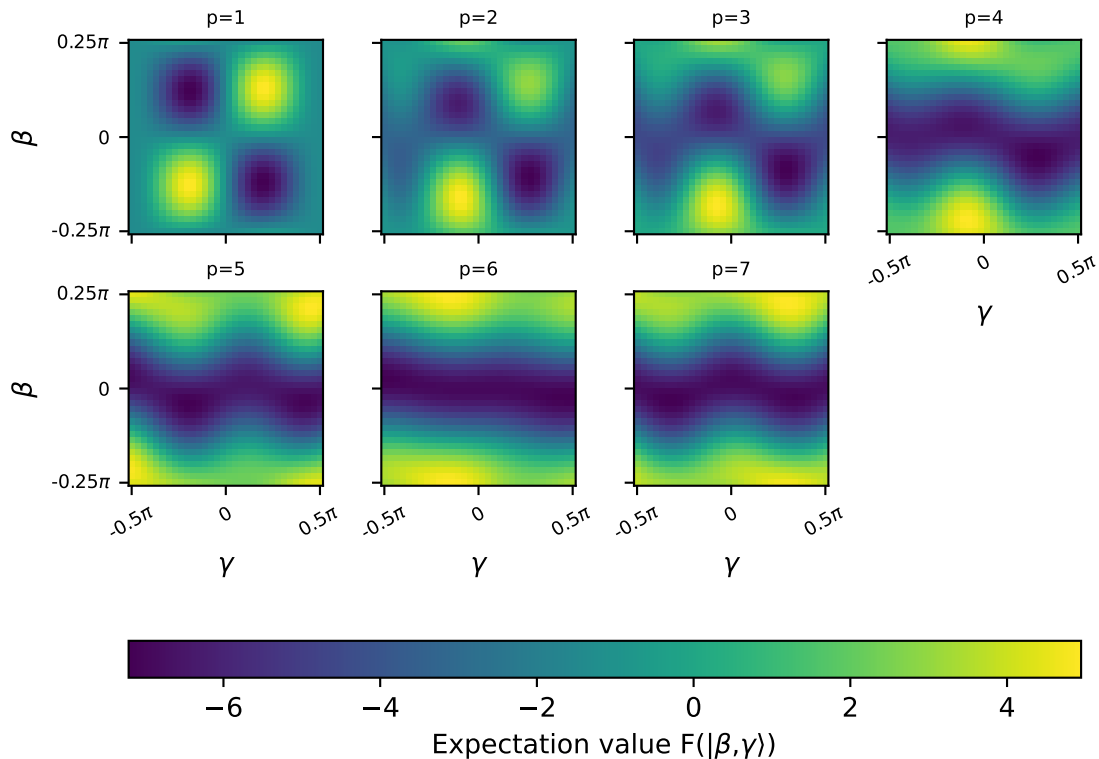 p=1 p=2 p=3 p=4
0.25π
β
0
-0.25π
-0.5π 0 0.5π
γ
p=5 p=6 p=7
0.25π
β
0
-0.25π
-0.5π 0 0.5π -0.5π 0 0.5π -0.5π 0 0.5π
γ γ γ
−6 −4 −2 0 2 4
Expectation value F(|β,γ⟩)